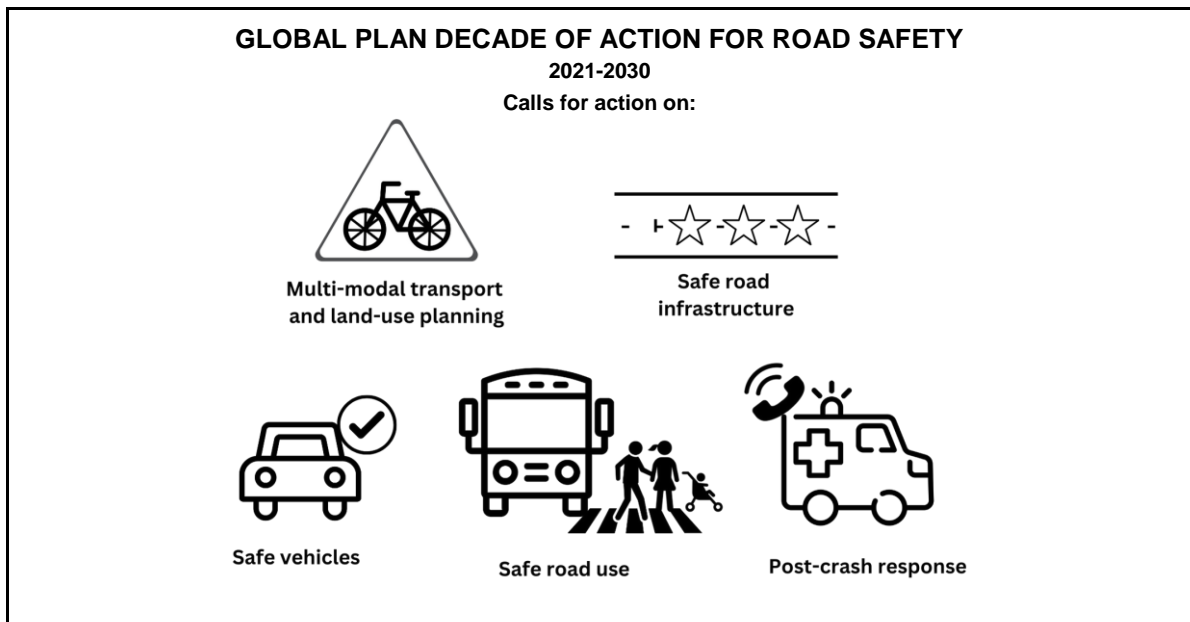 GLOBAL PLAN DECADE OF ACTION FOR ROAD SAFETY
2021-2030
Calls for action on:
Multi-modal transport
and land-use planning
Safe road
infrastructure
Safe vehicles
Safe road use
Post-crash response